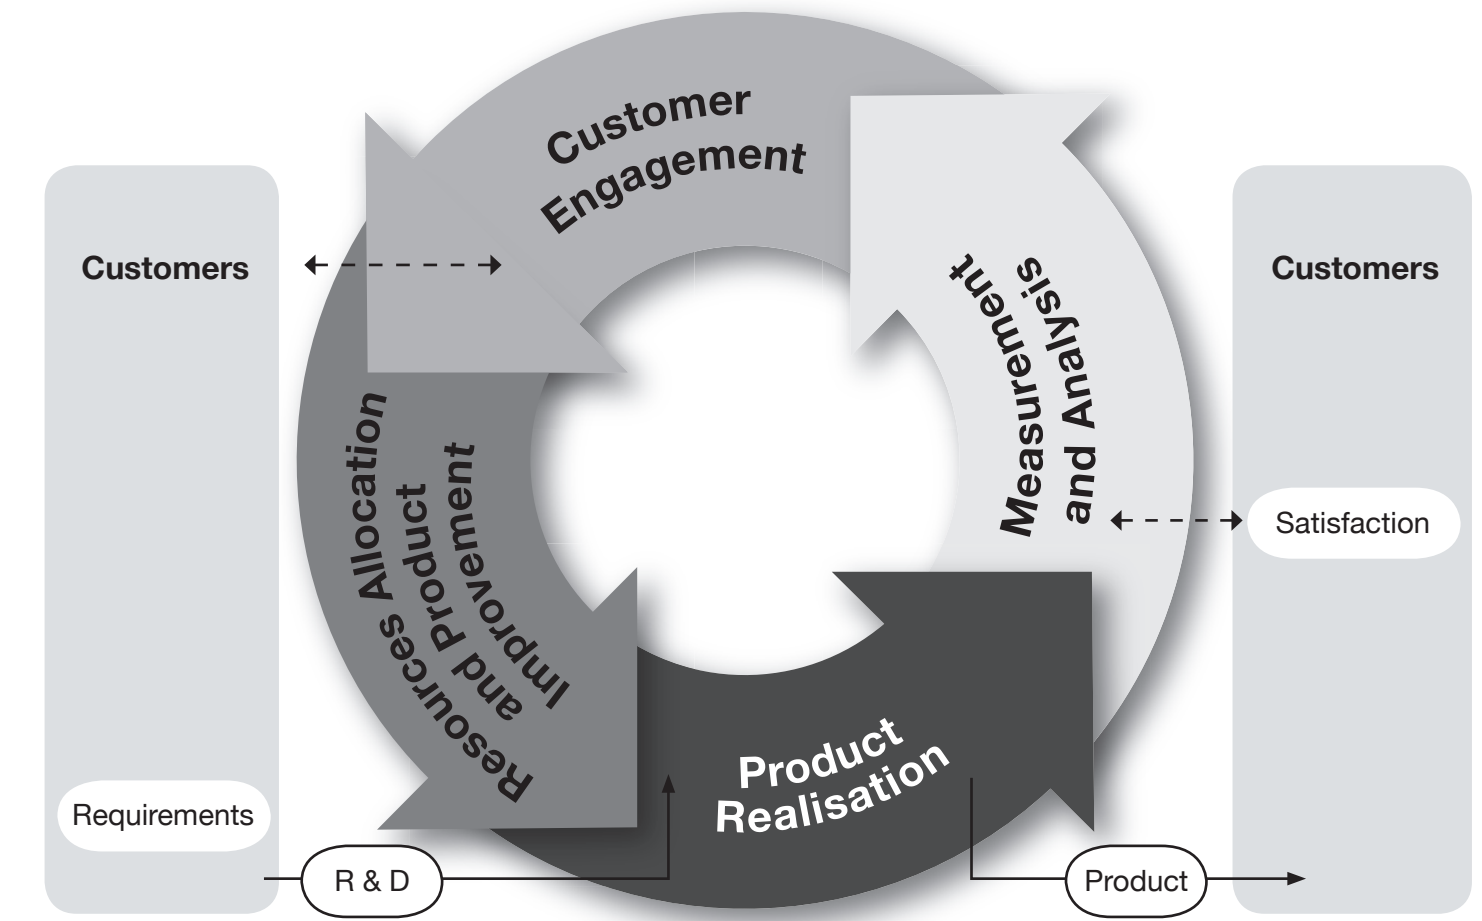 Customer
Engagement
Customers
Customers
Measurement
and Analysis
Resources Allocation
and Product
Improvement
Satisfaction
Product
Realisation
Requirements
R & D
Product